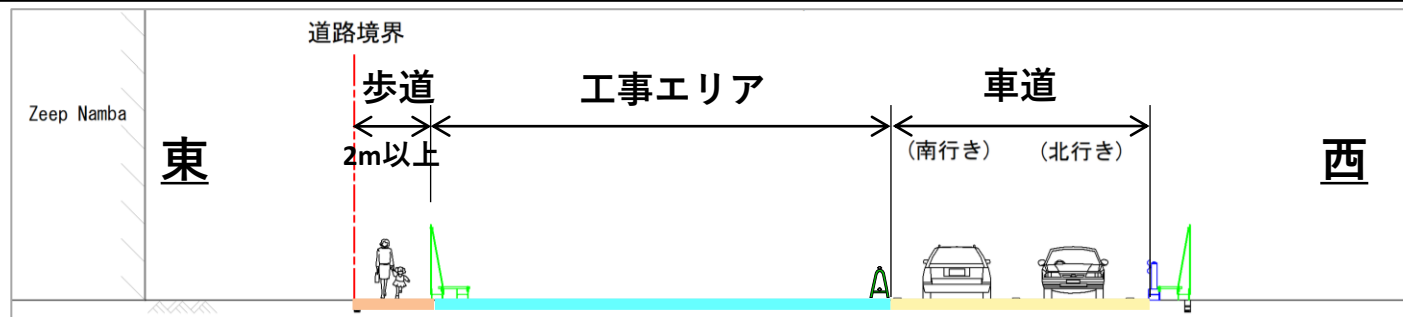 道路境界
歩道
工事エリア
車道
Zeep Namba
東
2m以上
(南行き)
(北行き)
西